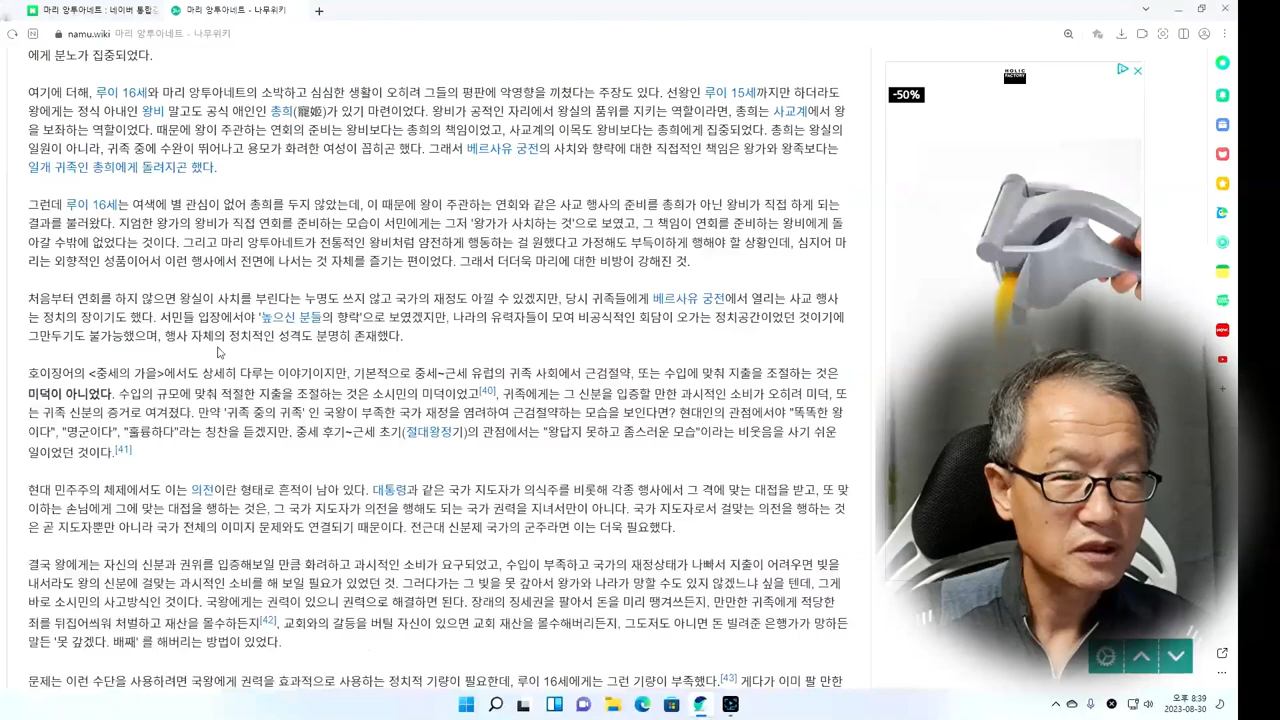 마리 앙투아네트 : 네이버 통합검
마리 앙투아네트 - 나무위키
namu.wiki 마리 앙투아네트 - 나무위키
에게 분노가 집중되었다.
여기에 더해, 루이 16세와 마리 앙투아네트의 소박하고 심심한 생활이 오히려 그들의 평판에 악영향을 끼쳤다는 주장도 있다. 선왕인 루이 15세까지만 하더라도
왕에게는 정식 아내인 왕비 말고도 공식 애인인 총희(寵姬)가 있기 마련이었다. 왕비가 공적인 자리에서 왕실의 품위를 지키는 역할이라면, 총희는 사교계에서 왕
을 보좌하는 역할이었다. 때문에 왕이 주관하는 연회의 준비는 왕비보다는 총희의 책임이었고, 사교계의 이목도 왕비보다는 총희에게 집중되었다. 총희는 왕실의
일원이 아니라, 귀족 중에 수완이 뛰어나고 용모가 화려한 여성이 꼽히곤 했다. 그래서 베르사유 궁전의 사치와 향락에 대한 직접적인 책임은 왕가와 왕족보다는
일개 귀족인 총희에게 돌려지곤 했다.
그런데 루이 16세는 여색에 별 관심이 없어 총희를 두지 않았는데, 이 때문에 왕이 주관하는 연회와 같은 사교 행사의 준비를 총희가 아닌 왕비가 직접 하게 되는
결과를 불러왔다. 지엄한 왕가의 왕비가 직접 연회를 준비하는 모습이 서민에게는 그저 '왕가가 사치하는 것'으로 보였고, 그 책임이 연회를 준비하는 왕비에게 돌
아갈 수밖에 없었다는 것이다. 그리고 마리 앙투아네트가 전통적인 왕비처럼 얌전하게 행동하는 걸 원했다고 가정해도 부득이하게 행해야 할 상황인데, 심지어 마
리는 외향적인 성품이어서 이런 행사에서 전면에 나서는 것 자체를 즐기는 편이었다. 그래서 더더욱 마리에 대한 비방이 강해진 것.
처음부터 연회를 하지 않으면 왕실이 사치를 부린다는 누명도 쓰지 않고 국가의 재정도 아낄 수 있겠지만, 당시 귀족들에게 베르사유 궁전에서 열리는 사교 행사
는 정치의 장이기도 했다. 서민들 입장에서야 '높으신 분들의 향락'으로 보였겠지만, 나라의 유력자들이 모여 비공식적인 회담이 오가는 정치공간이었던 것이기에
그만두기도 불가능했으며, 행사 자체의 정치적인 성격도 분명히 존재했다.
호이징어의 <중세의 가을>에서도 상세히 다루는 이야기이지만, 기본적으로 중세~근세 유럽의 귀족 사회에서 근검절약, 또는 수입에 맞춰 지출을 조절하는 것은
미덕이 아니었다. 수입의 규모에 맞춰 적절한 지출을 조절하는 것은 소시민의 미덕이었고[40], 귀족에게는 그 신분을 입증할 만한 과시적인 소비가 오히려 미덕, 또
는 귀족 신분의 증거로 여겨졌다. 만약 '귀족 중의 귀족' 인 국왕이 부족한 국가 재정을 염려하여 근검절약하는 모습을 보인다면? 현대인의 관점에서야 "똑똑한 왕
이다", "명군이다", "훌륭하다"라는 칭찬을 듣겠지만, 중세 후기~근세 초기(절대왕정기)의 관점에서는 "왕답지 못하고 좀스러운 모습"이라는 비웃음을 사기 쉬운
일이었던 것이다.[41]
현대 민주주의 체제에서도 이는 의전이란 형태로 흔적이 남아 있다. 대통령과 같은 국가 지도자가 의식주를 비롯해 각종 행사에서 그 격에 맞는 대접을 받고, 또 맞
이하는 손님에게 그에 맞는 대접을 행하는 것은, 그 국가 지도자가 의전을 행해도 되는 국가 권력을 지녀서만이 아니다. 국가 지도자로서 걸맞는 의전을 행하는 것
은 곧 지도자뿐만 아니라 국가 전체의 이미지 문제와도 연결되기 때문이다. 전근대 신분제 국가의 군주라면 이는 더욱 필요했다.
결국 왕에게는 자신의 신분과 권위를 입증해보일 만큼 화려하고 과시적인 소비가 요구되었고, 수입이 부족하고 국가의 재정상태가 나빠서 지출이 어려우면 빚을
내서라도 왕의 신분에 걸맞는 과시적인 소비를 해 보일 필요가 있었던 것. 그러다가는 그 빚을 못 갚아서 왕가와 나라가 망할 수도 있지 않겠느냐 싶을 텐데, 그게
바로 소시민의 사고방식인 것이다. 국왕에게는 권력이 있으니 권력으로 해결하면 된다. 장래의 징세권을 팔아서 돈을 미리 땡겨쓰든지, 만만한 귀족에게 적당한
죄를 뒤집어씌워 처벌하고 재산을 몰수하든지[42], 교회와의 갈등을 버틸 자신이 있으면 교회 재산을 몰수해버리든지, 그도저도 아니면 돈 빌려준 은행가가 망하든
말든 '못 갚겠다. 배째' 를 해버리는 방법이 있었다.
문제는 이런 수단을 사용하려면 국왕에게 권력을 효과적으로 사용하는 정치적 기량이 필요한데, 루이 16세에게는 그런 기량이 부족했다.[43] 게다가 이미 팔 만한
HOLIC
FACTORY
-50%
오후 8:39
2023-08-30